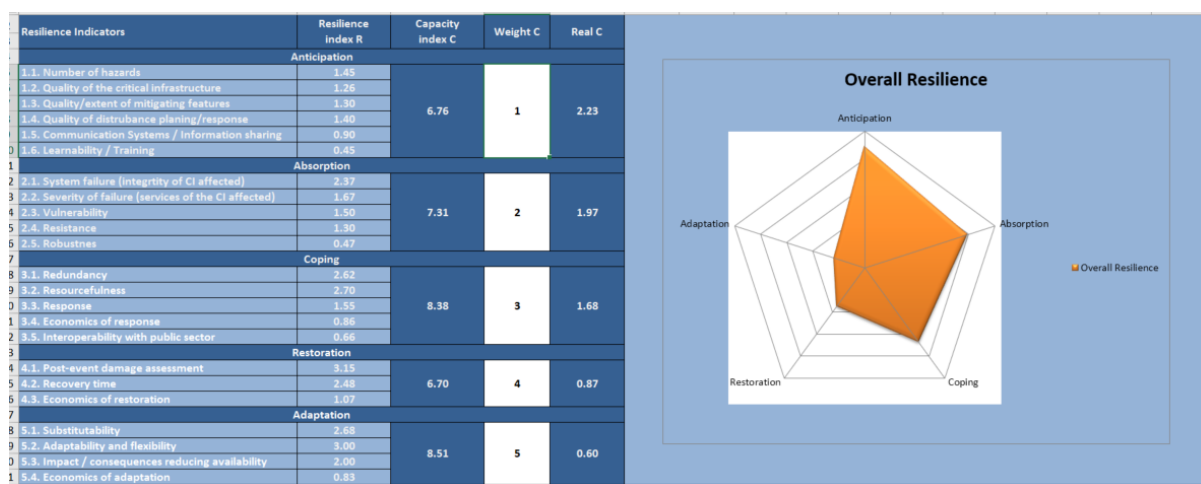 Resilience Indicators Resilience index R Capacity index C Weight C Real C
Anticipation
1.1. Number of hazards 1.45
1.2. Quality of the critical infrastructure 1.26
1.3. Quality/extent of mitigating features 1.30
1.4. Quality of distrubance planing/response 1.40
1.5. Communication Systems / Information sharing 0.90
1.6. Learnability / Training 0.45
6.76 1 2.23
Absorption
2.1. System failure (integrtity of CI affected) 2.37
2.2. Severity of failure (services of the CI affected) 1.67
2.3. Vulnerability 1.50
2.4. Resistance 1.30
2.5. Robustnes 0.47
7.31 2 1.97
Coping
3.1. Redundancy 2.62
3.2. Resourcefulness 2.70
3.3. Response 1.55
3.4. Economics of response 0.86
3.5. Interoperability with public sector 0.66
8.38 3 1.68
Restoration
4.1. Post-event damage assessment 3.15
4.2. Recovery time 2.48
4.3. Economics of restoration 1.07
6.70 4 0.87
Adaptation
5.1. Substitutability 2.68
5.2. Adaptability and flexibility 3.00
5.3. Impact / consequences reducing availability 2.00
5.4. Economics of adaptation 0.83
8.51 5 0.60
Overall Resilience
Anticipation
Adaptation
Absorption
Restoration
Coping
Overall Resilience